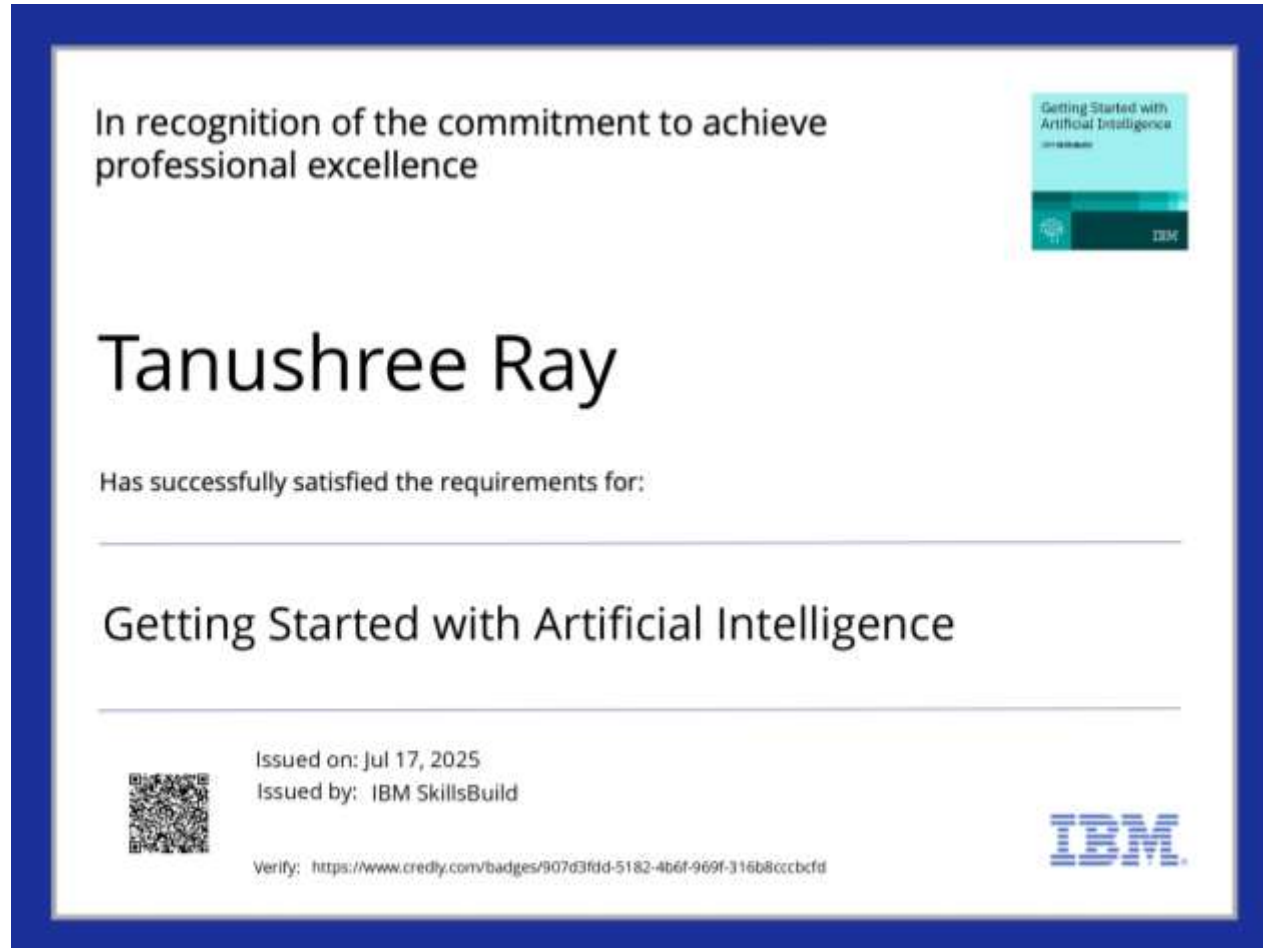 In recognition of the commitment to achieve
professional excellence
Getting Started with
Artificial Intelligence
IBM SKILLSBUILD
IBM
Tanushree Ray
Has successfully satisfied the requirements for:
Getting Started with Artificial Intelligence
Issued on: Jul 17, 2025
Issued by: IBM SkillsBuild
Verify: https://www.credly.com/badges/907d3fdd-5182-4b6f-969f-316b8cccbcfd
IBM.